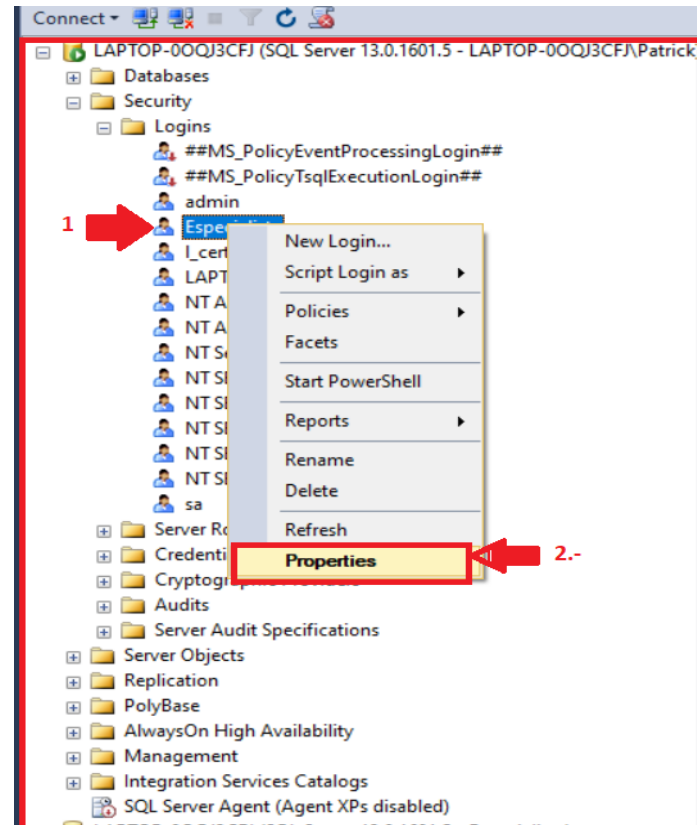 Connect
LAPTOP-0OQJ3CFJ (SQL Server 13.0.1601.5 - LAPTOP-0OQJ3CFJ\Patrick
Databases
Security
Logins
##MS_PolicyEventProcessingLogin##
##MS_PolicyTsqlExecutionLogin##
admin
1
l_cert
sa
New Login...
Script Login as
Policies
Facets
Start PowerShell
Reports
Rename
Delete
Refresh
Properties
2.-
Audits
Server Audit Specifications
Server Objects
Replication
PolyBase
AlwaysOn High Availability
Management
Integration Services Catalogs
SQL Server Agent (Agent XPs disabled)